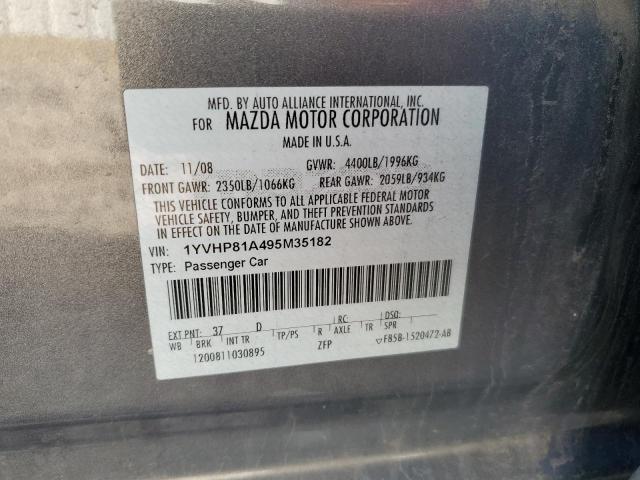 MFD. BY AUTO ALLIANCE INTERNATIONAL, INC.
FOR MAZDA MOTOR CORPORATION
MADE IN U.S.A.
DATE: 11/08 GVWR: 4400LB/1996KG
FRONT GAWR: 2350LB/1066KG REAR GAWR: 2059LB/934KG
THIS VEHICLE CONFORMS TO ALL APPLICABLE FEDERAL MOTOR
VEHICLE SAFETY, BUMPER, AND THEFT PREVENTION STANDARDS
IN EFFECT ON THE DATE OF MANUFACTURE SHOWN ABOVE.
VIN: 1YVHP81A495M35182
TYPE: Passenger Car
EXT PNT: 37 D RC: DSO:
WB BRK INT TR TP/PS R AXLE TR SPR
1200811030895 ZFP F85B-1520472-AB